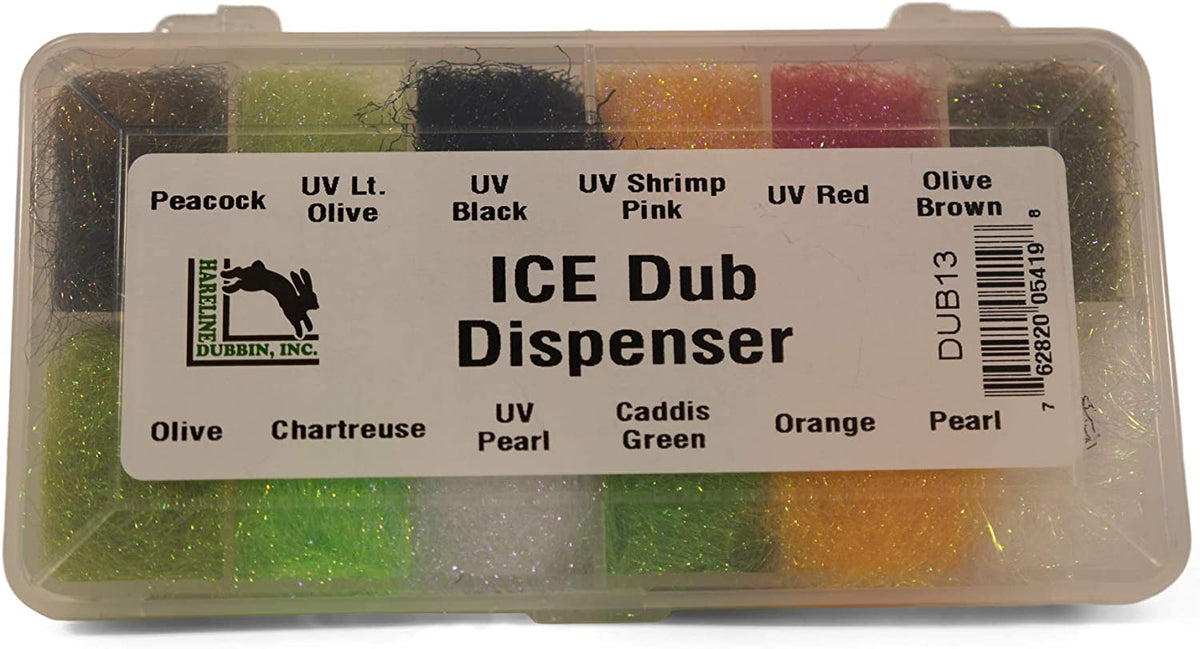 Peacock
UV Lt.
Olive
UV
Black
UV Shrimp
Pink
UV Red
Olive
Brown
HARELINE
DUBBIN, INC.
ICE Dub
Dispenser
DUB13
7 62820 05419 8
Olive
Chartreuse
UV
Pearl
Caddis
Green
Orange
Pearl